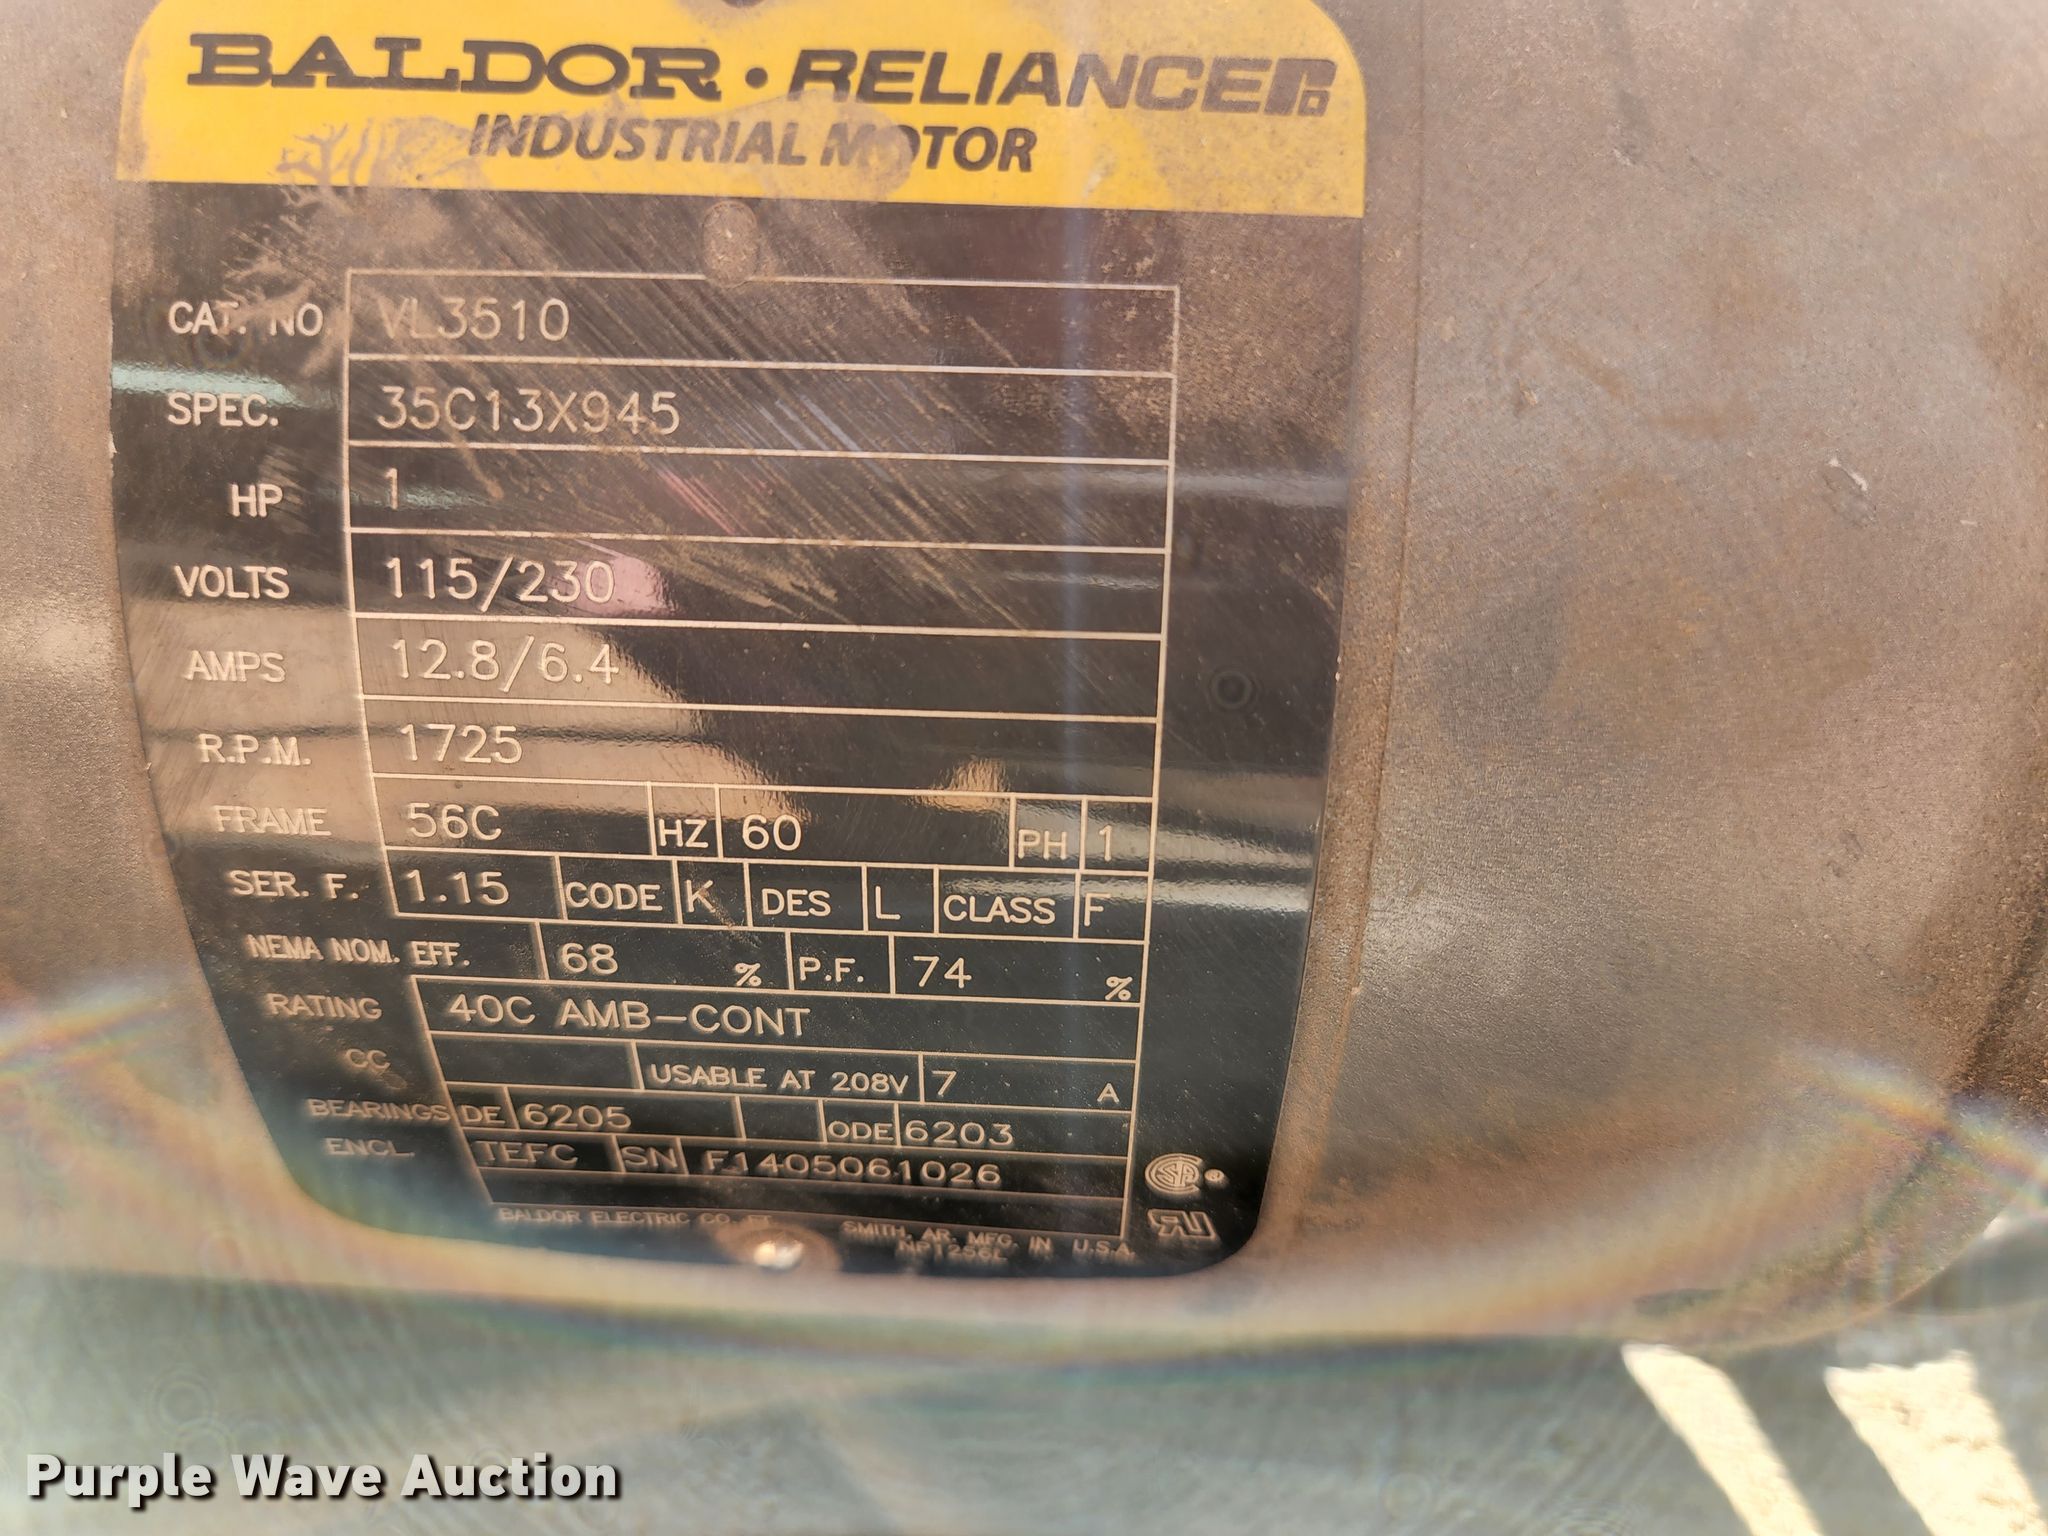 BALDOR • RELIANCE
INDUSTRIAL MOTOR
CAT. NO. VL3510
SPEC. 35C13X945
HP 1
VOLTS 115/230
AMPS 12.8/6.4
R.P.M. 1725
FRAME 56C HZ 60 PH 1
SER. F. 1.15 CODE K DES L CLASS F
NEMA NOM. EFF. 68 % P.F. 74 %
RATING 40C AMB-CONT
CC USABLE AT 208V 7 A
BEARINGS DE 6205 ODE 6203
ENCL. TEFC SN F1405061026
BALDOR ELECTRIC CO. FT. SMITH, AR. MFG. IN U.S.A.
NP1256L
Purple Wave Auction